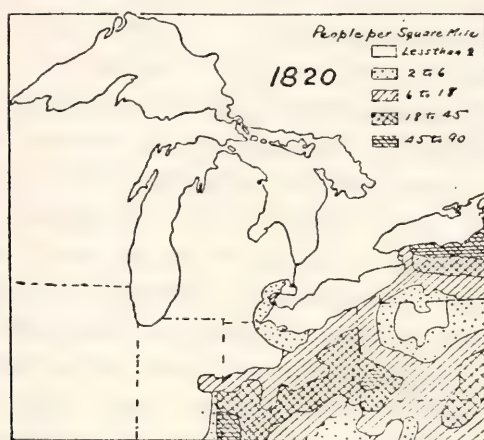 People per Square Mile
1820
Less than 2
2 to 6
6 to 18
18 to 45
45 to 90